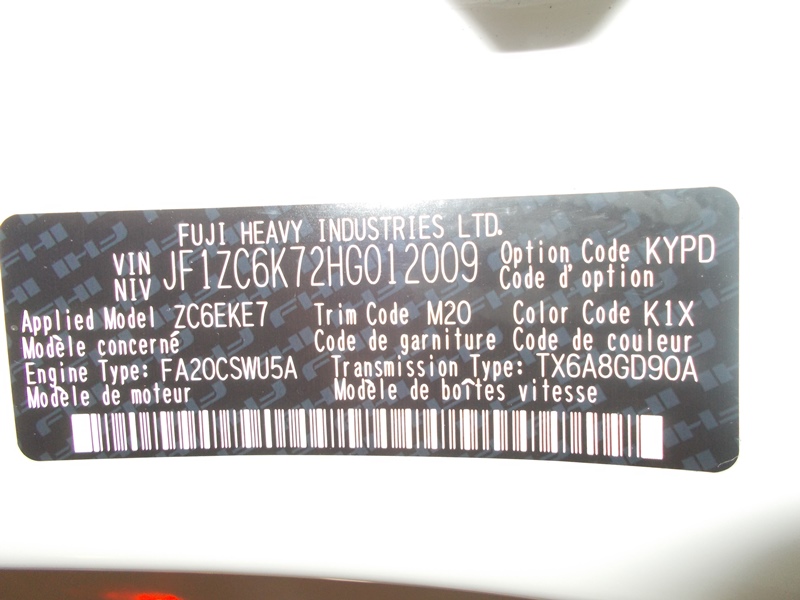 FUJI HEAVY INDUSTRIES LTD.
VIN NIV JF1ZC6K72HG012009 Option Code Code d'option KYPD
Applied Model ZC6EKE7 Trim Code M20 Color Code K1X
Modèle concerné Code de garniture Code de couleur
Engine Type: FA20CSWU5A Transmission Type: TX6A8GD90A
Modèle de moteur Modèle de boîtes vitesse